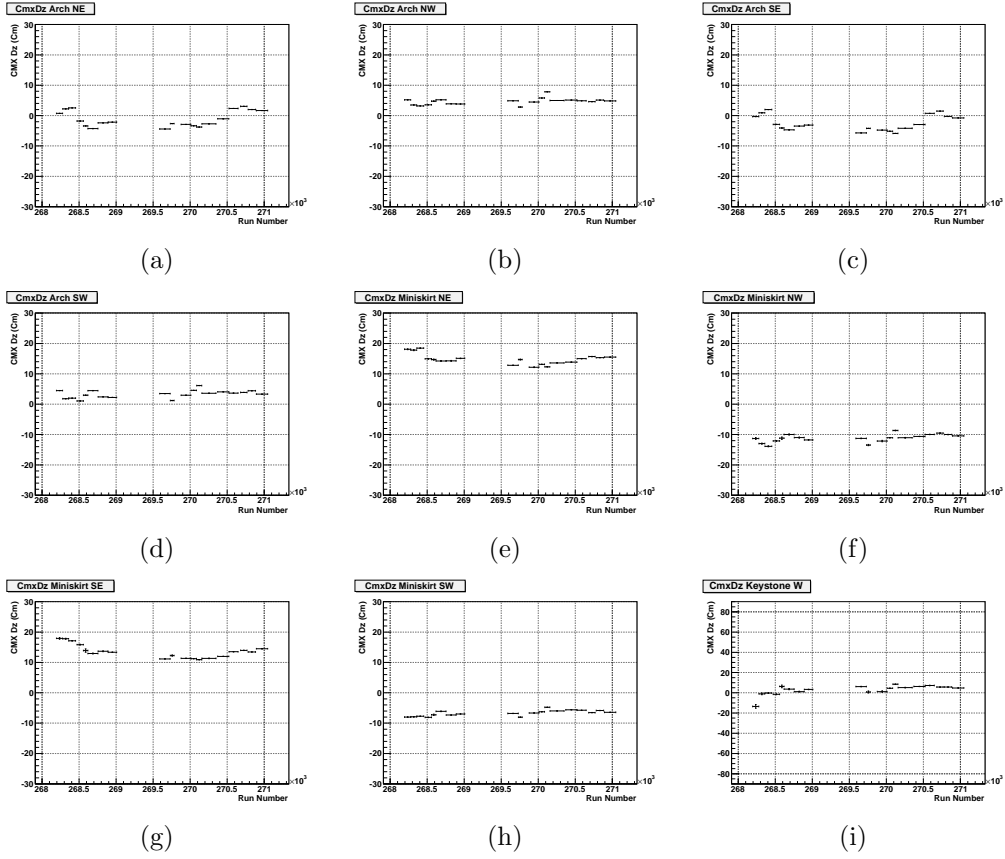 CmxDz Arch NE
CMX Dz (Cm)
30
20
10
0
-10
-20
-30
268 268.5 269 269.5 270 270.5 271
×10³
Run Number
(a)
CmxDz Arch NW
CMX Dz (Cm)
30
20
10
0
-10
-20
-30
268 268.5 269 269.5 270 270.5 271
×10³
Run Number
(b)
CmxDz Arch SE
CMX Dz (Cm)
30
20
10
0
-10
-20
-30
268 268.5 269 269.5 270 270.5 271
×10³
Run Number
(c)
CmxDz Arch SW
CMX Dz (Cm)
30
20
10
0
-10
-20
-30
268 268.5 269 269.5 270 270.5 271
×10³
Run Number
(d)
CmxDz Miniskirt NE
CMX Dz (Cm)
30
20
10
0
-10
-20
-30
268 268.5 269 269.5 270 270.5 271
×10³
Run Number
(e)
CmxDz Miniskirt NW
CMX Dz (Cm)
30
20
10
0
-10
-20
-30
268 268.5 269 269.5 270 270.5 271
×10³
Run Number
(f)
CmxDz Miniskirt SE
CMX Dz (Cm)
30
20
10
0
-10
-20
-30
268 268.5 269 269.5 270 270.5 271
×10³
Run Number
(g)
CmxDz Miniskirt SW
CMX Dz (Cm)
30
20
10
0
-10
-20
-30
268 268.5 269 269.5 270 270.5 271
×10³
Run Number
(h)
CmxDz Keystone W
CMX Dz (Cm)
80
60
40
20
0
-20
-40
-60
-80
268 268.5 269 269.5 270 270.5 271
×10³
Run Number
(i)